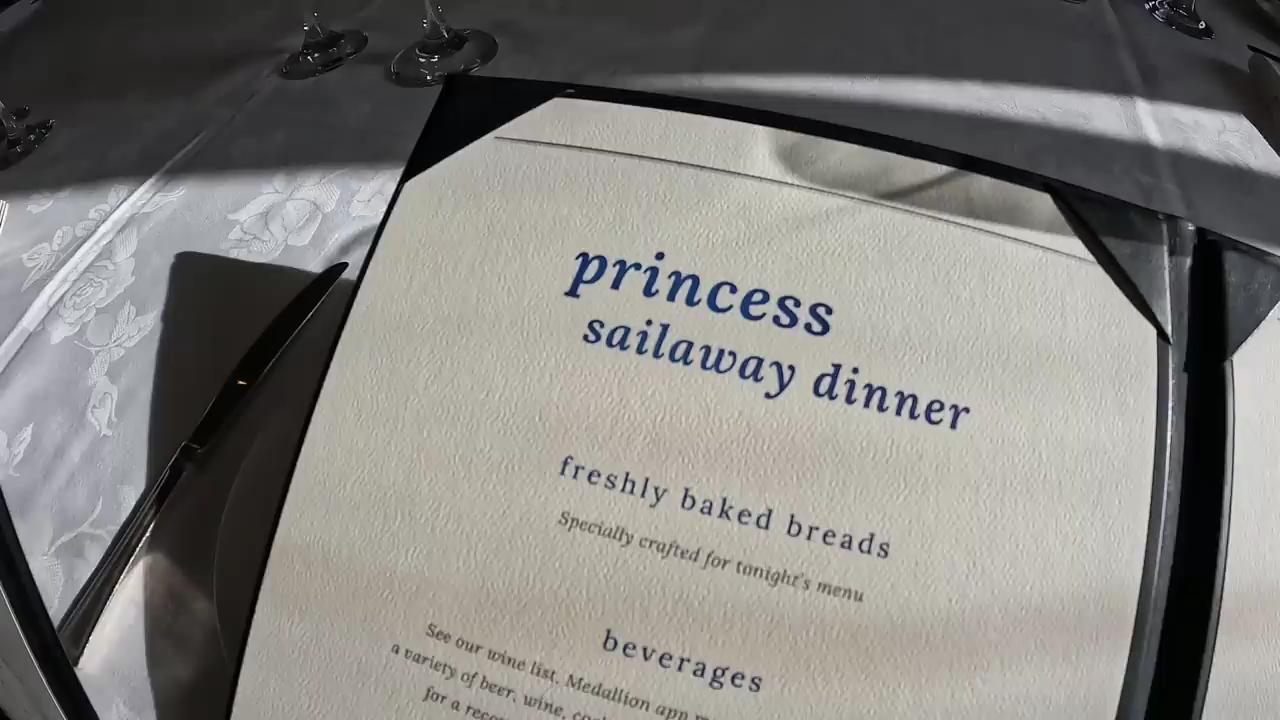 princess
sailaway dinner
freshly baked breads
Specially crafted for tonight's menu
beverages
See our wine list, Medallion app
a variety of beer, wine,
for a